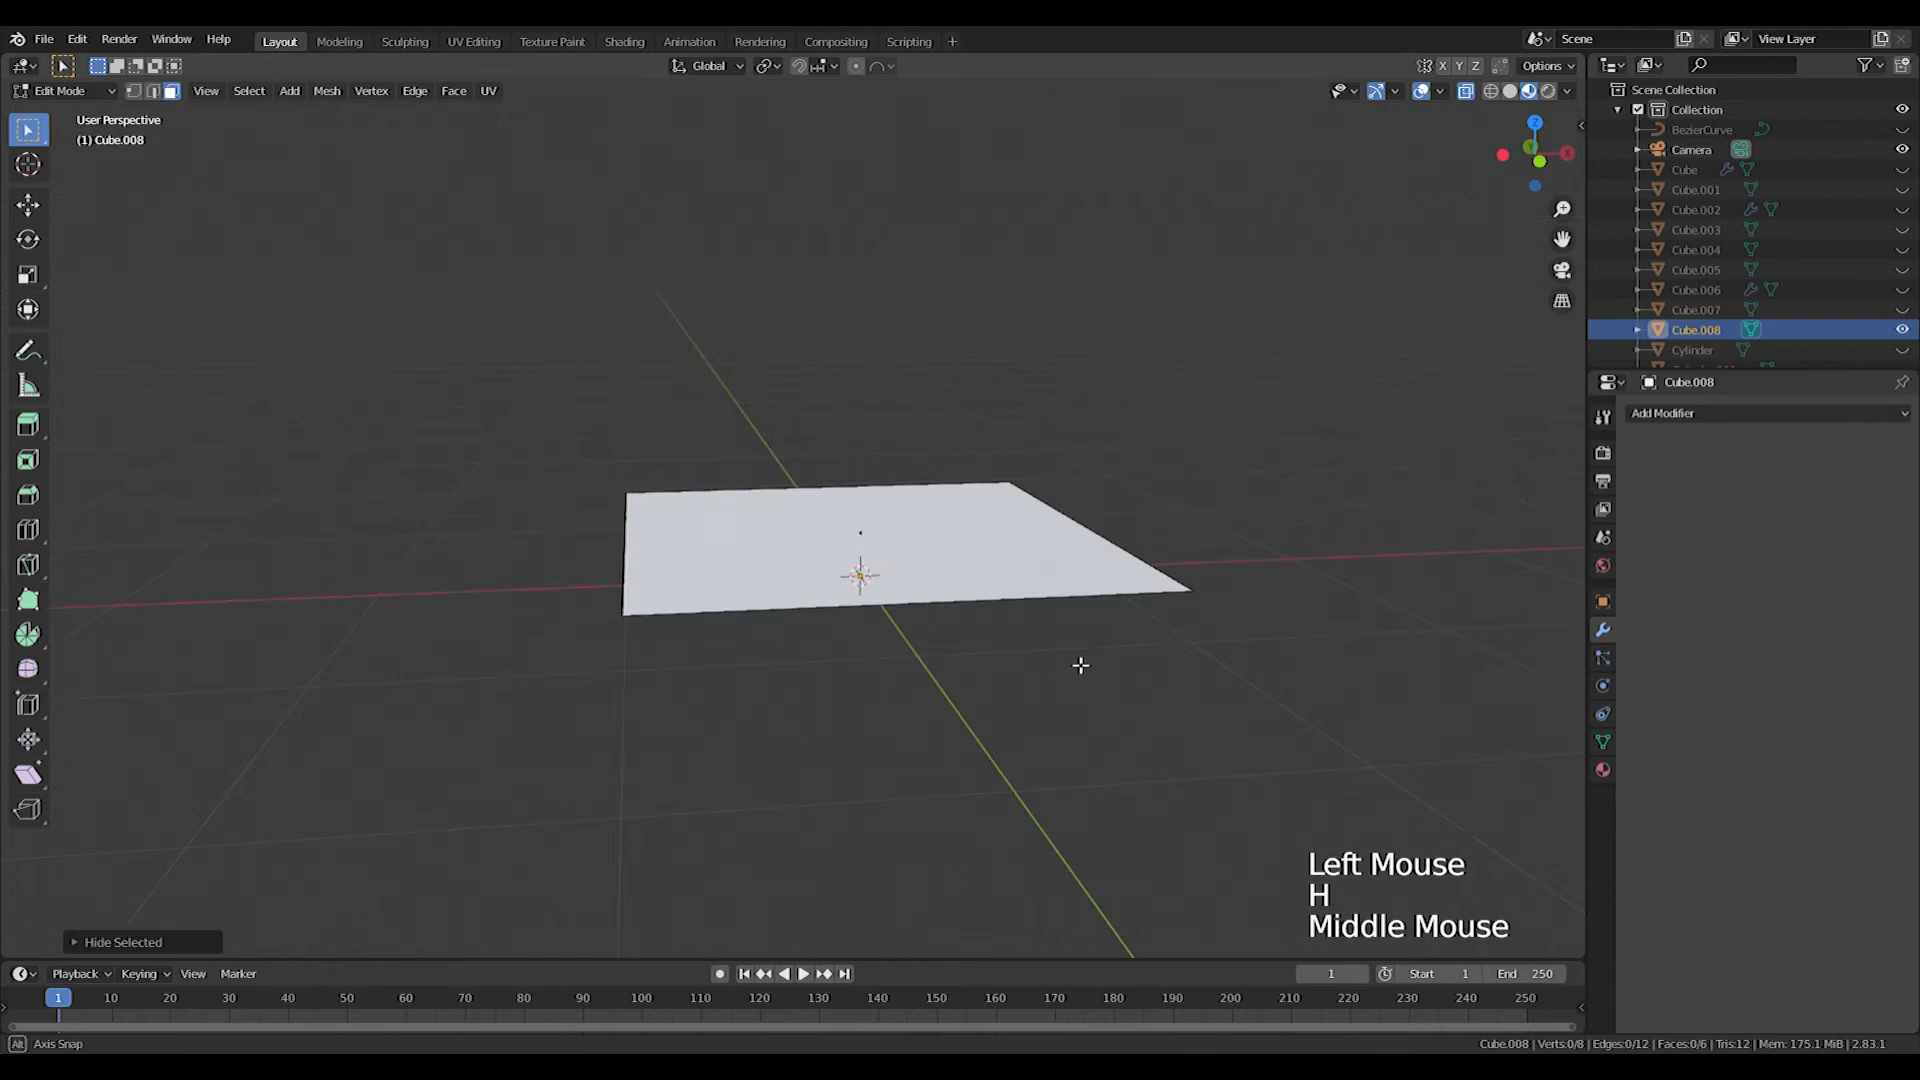 File Edit Render Window Help Layout Modeling Sculpting UV Editing Texture Paint Shading Animation Rendering Compositing Scripting + Scene View Layer
Global X Y Z Options
Edit Mode View Select Add Mesh Vertex Edge Face UV
User Perspective
(1) Cube.008
Z
Y
X
Scene Collection
Collection
BezierCurve
Camera
Cube
Cube.001
Cube.002
Cube.003
Cube.004
Cube.005
Cube.006
Cube.007
Cube.008
Cylinder
Cube.008
Add Modifier
Left Mouse
H
Middle Mouse
Hide Selected
Playback Keying View Marker 1 Start 1 End 250
1 10 20 30 40 50 60 70 80 90 100 110 120 130 140 150 160 170 180 190 200 210 220 230 240 250
Alt Axis Snap Cube.008 | Verts:0/8 | Edges:0/12 | Faces:0/6 | Tris:12 | Mem: 175.1 MiB | 2.83.1